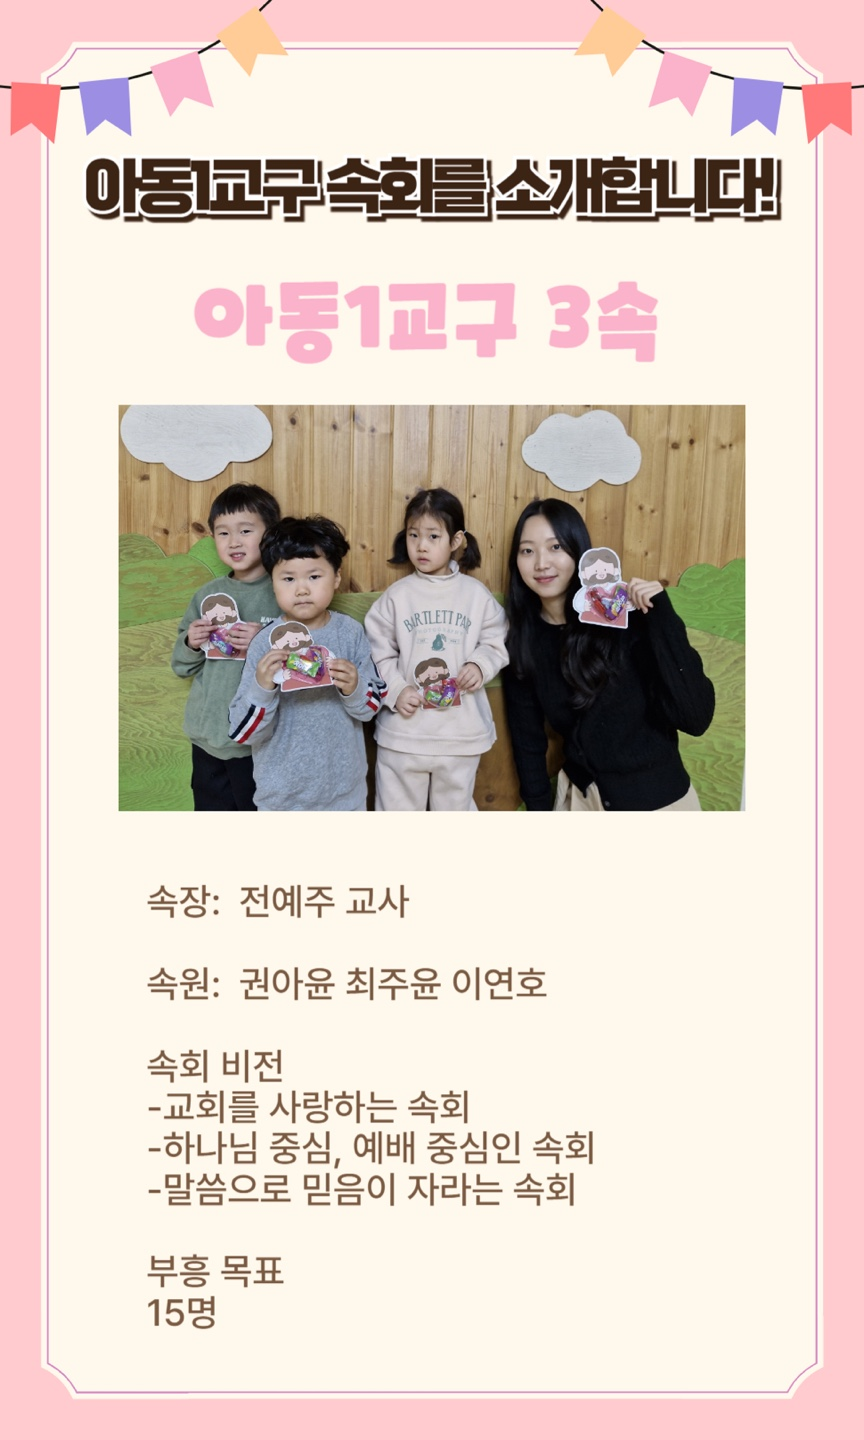 아동1교구 속회를 소개합니다!
아동1교구 3속
BARTLETT PAR
속장: 전예주 교사
속원: 권아윤 최주윤 이연호
속회 비전
-교회를 사랑하는 속회
-하나님 중심, 예배 중심인 속회
-말씀으로 믿음이 자라는 속회
부흥 목표
15명